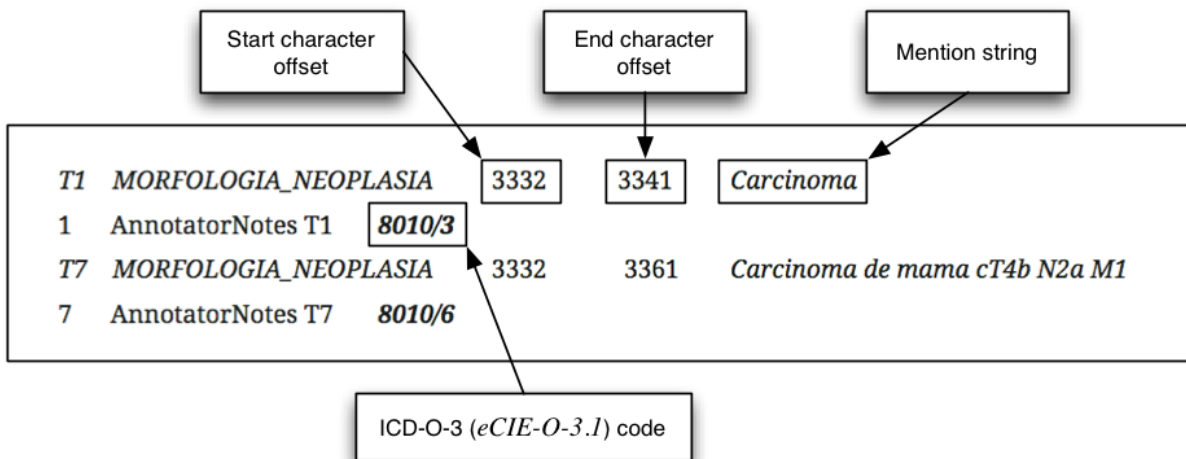 Start character
offset
End character
offset
Mention string
T1 MORFOLOGIA_NEOPLASIA 3332 3341 Carcinoma
1 AnnotatorNotes T1 8010/3
T7 MORFOLOGIA_NEOPLASIA 3332 3361 Carcinoma de mama cT4b N2a M1
7 AnnotatorNotes T7 8010/6
ICD-O-3 (eCIE-O-3.1) code